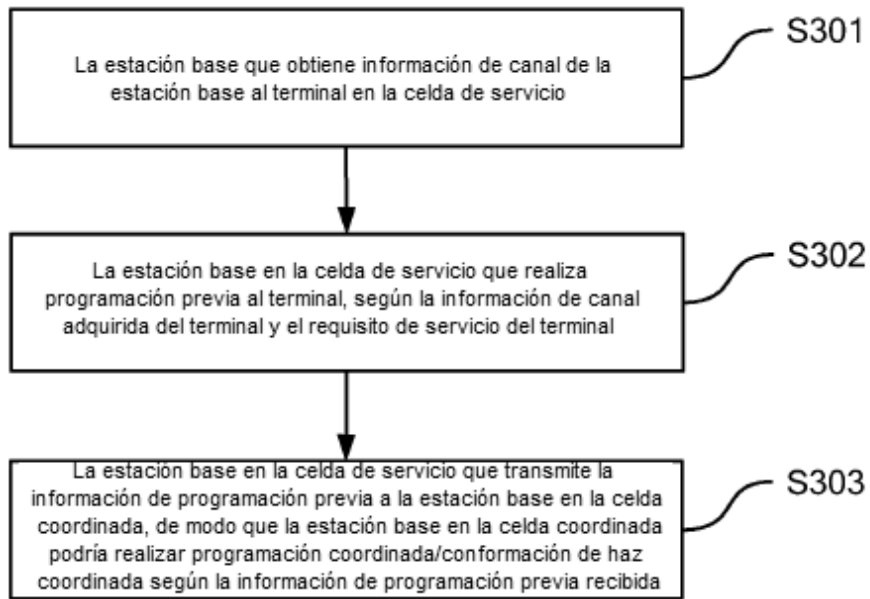 La estación base que obtiene información de canal de la
estación base al terminal en la celda de servicio
S301
La estación base en la celda de servicio que realiza
programación previa al terminal, según la información de canal
adquirida del terminal y el requisito de servicio del terminal
S302
La estación base en la celda de servicio que transmite la
información de programación previa a la estación base en la celda
coordinada, de modo que la estación base en la celda coordinada
podría realizar programación coordinada/conformación de haz
coordinada según la información de programación previa recibida
S303